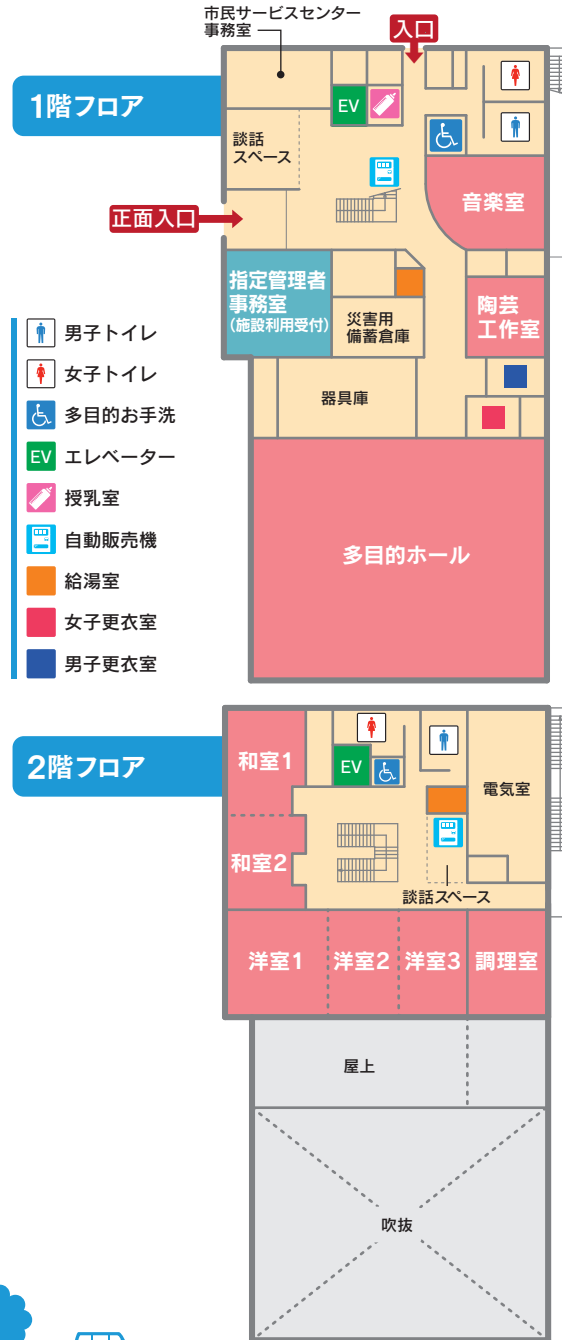 市民サービスセンター
事務室
入口
1階フロア
EV
談話
スペース
音楽室
正面入口
指定管理者
事務室
(施設利用受付)
災害用
備蓄倉庫
陶芸
工作室
器具庫
多目的ホール
男子トイレ
女子トイレ
多目的お手洗
EV エレベーター
授乳室
自動販売機
給湯室
女子更衣室
男子更衣室
2階フロア
和室1
EV
電気室
和室2
談話スペース
洋室1
洋室2
洋室3
調理室
屋上
吹抜